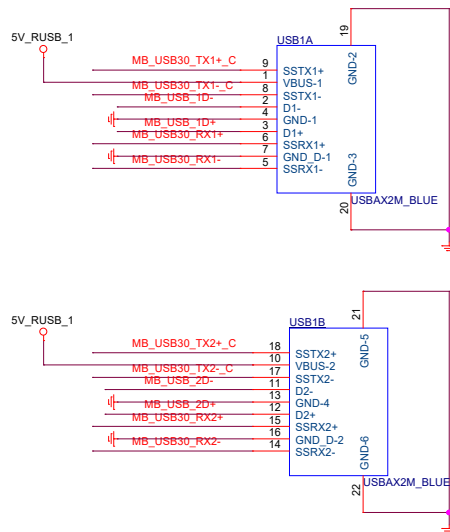 5V_RUSB_1
USB1A
19
MB_USB30_TX1+_C
9
SSTX1+
GND-2
1
VBUS-1
MB_USB30_TX1-_C
8
SSTX1-
MB_USB_1D-
2
D1-
4
GND-1
MB_USB_1D+
3
D1+
MB_USB30_RX1+
6
SSRX1+
7
GND_D-1
MB_USB30_RX1-
5
SSRX1-
GND-3
USBAX2M_BLUE
20
5V_RUSB_1
USB1B
21
MB_USB30_TX2+_C
18
SSTX2+
GND-5
10
VBUS-2
MB_USB30_TX2-_C
17
SSTX2-
MB_USB_2D-
11
D2-
13
GND-4
MB_USB_2D+
12
D2+
MB_USB30_RX2+
15
SSRX2+
16
GND_D-2
MB_USB30_RX2-
14
SSRX2-
GND-6
USBAX2M_BLUE
22